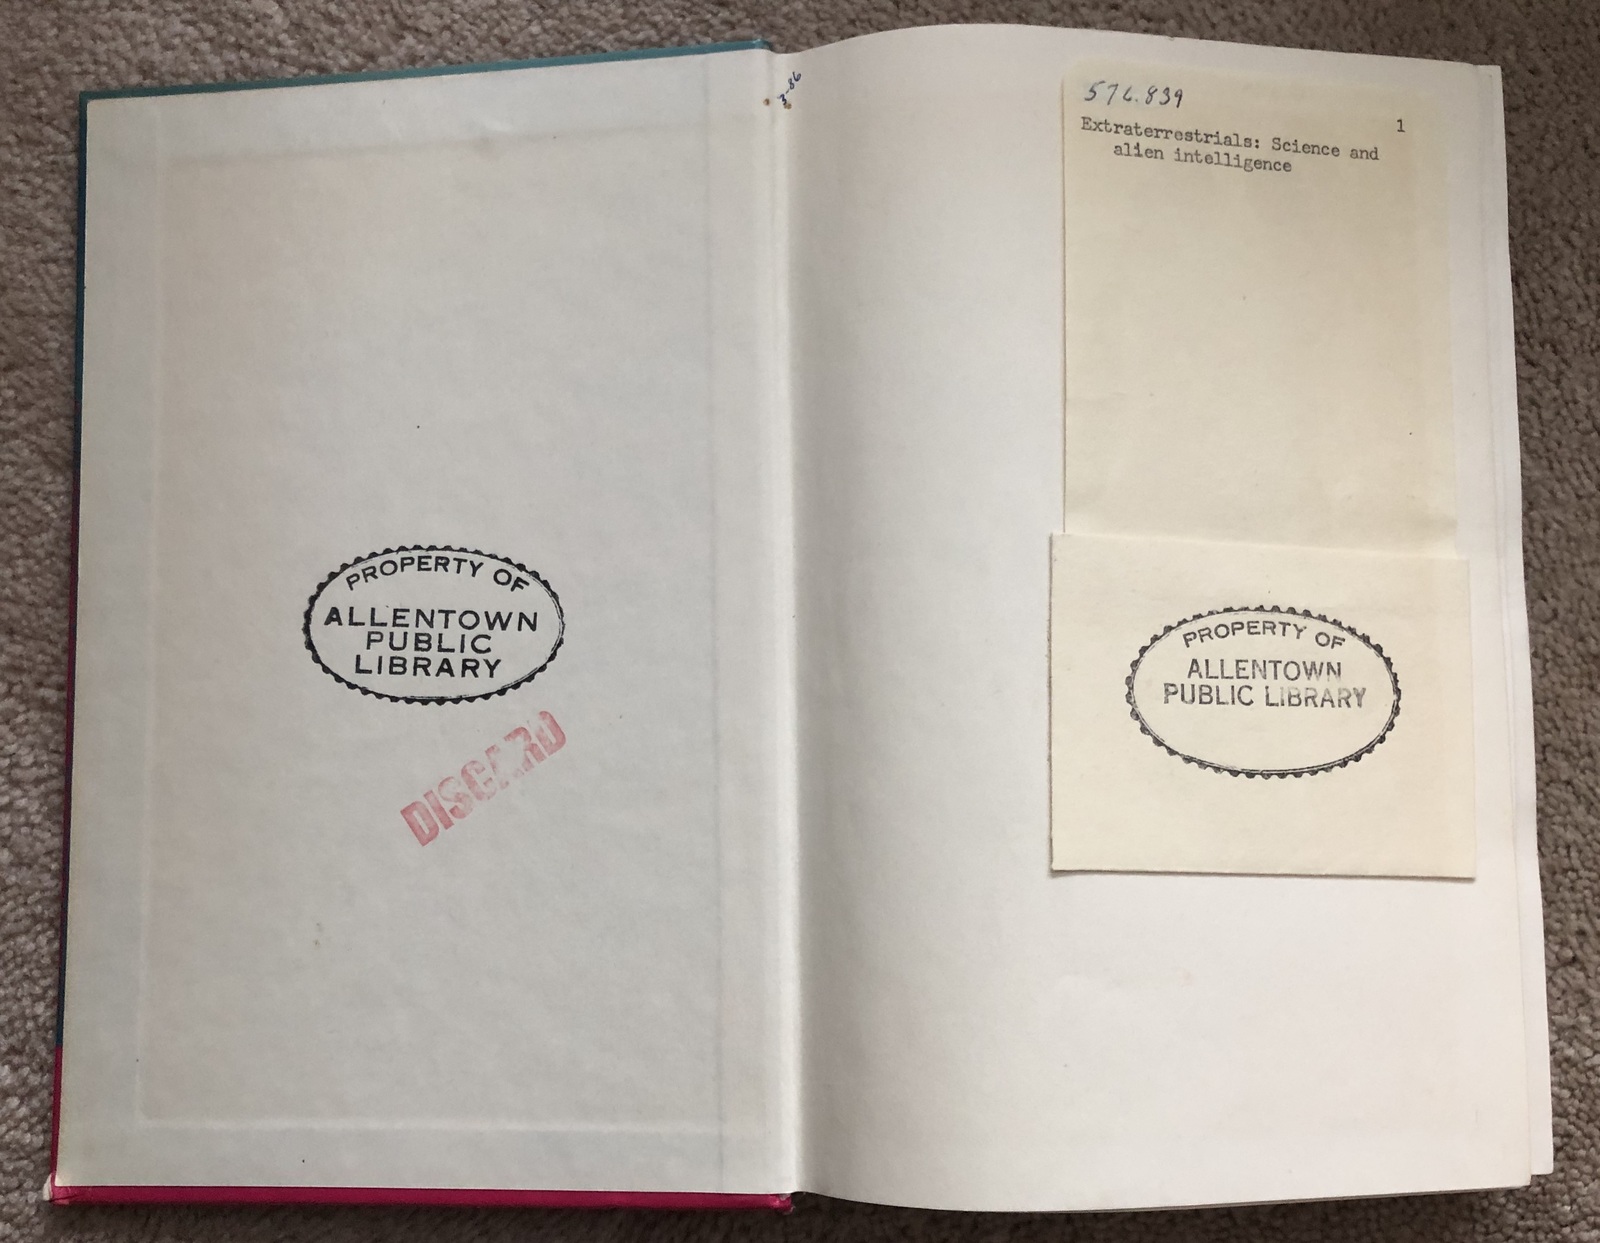 PROPERTY OF
ALLENTOWN
PUBLIC
LIBRARY
DISCARD
3-86
574.839
1
Extraterrestrials: Science and
alien intelligence
PROPERTY OF
ALLENTOWN
PUBLIC LIBRARY